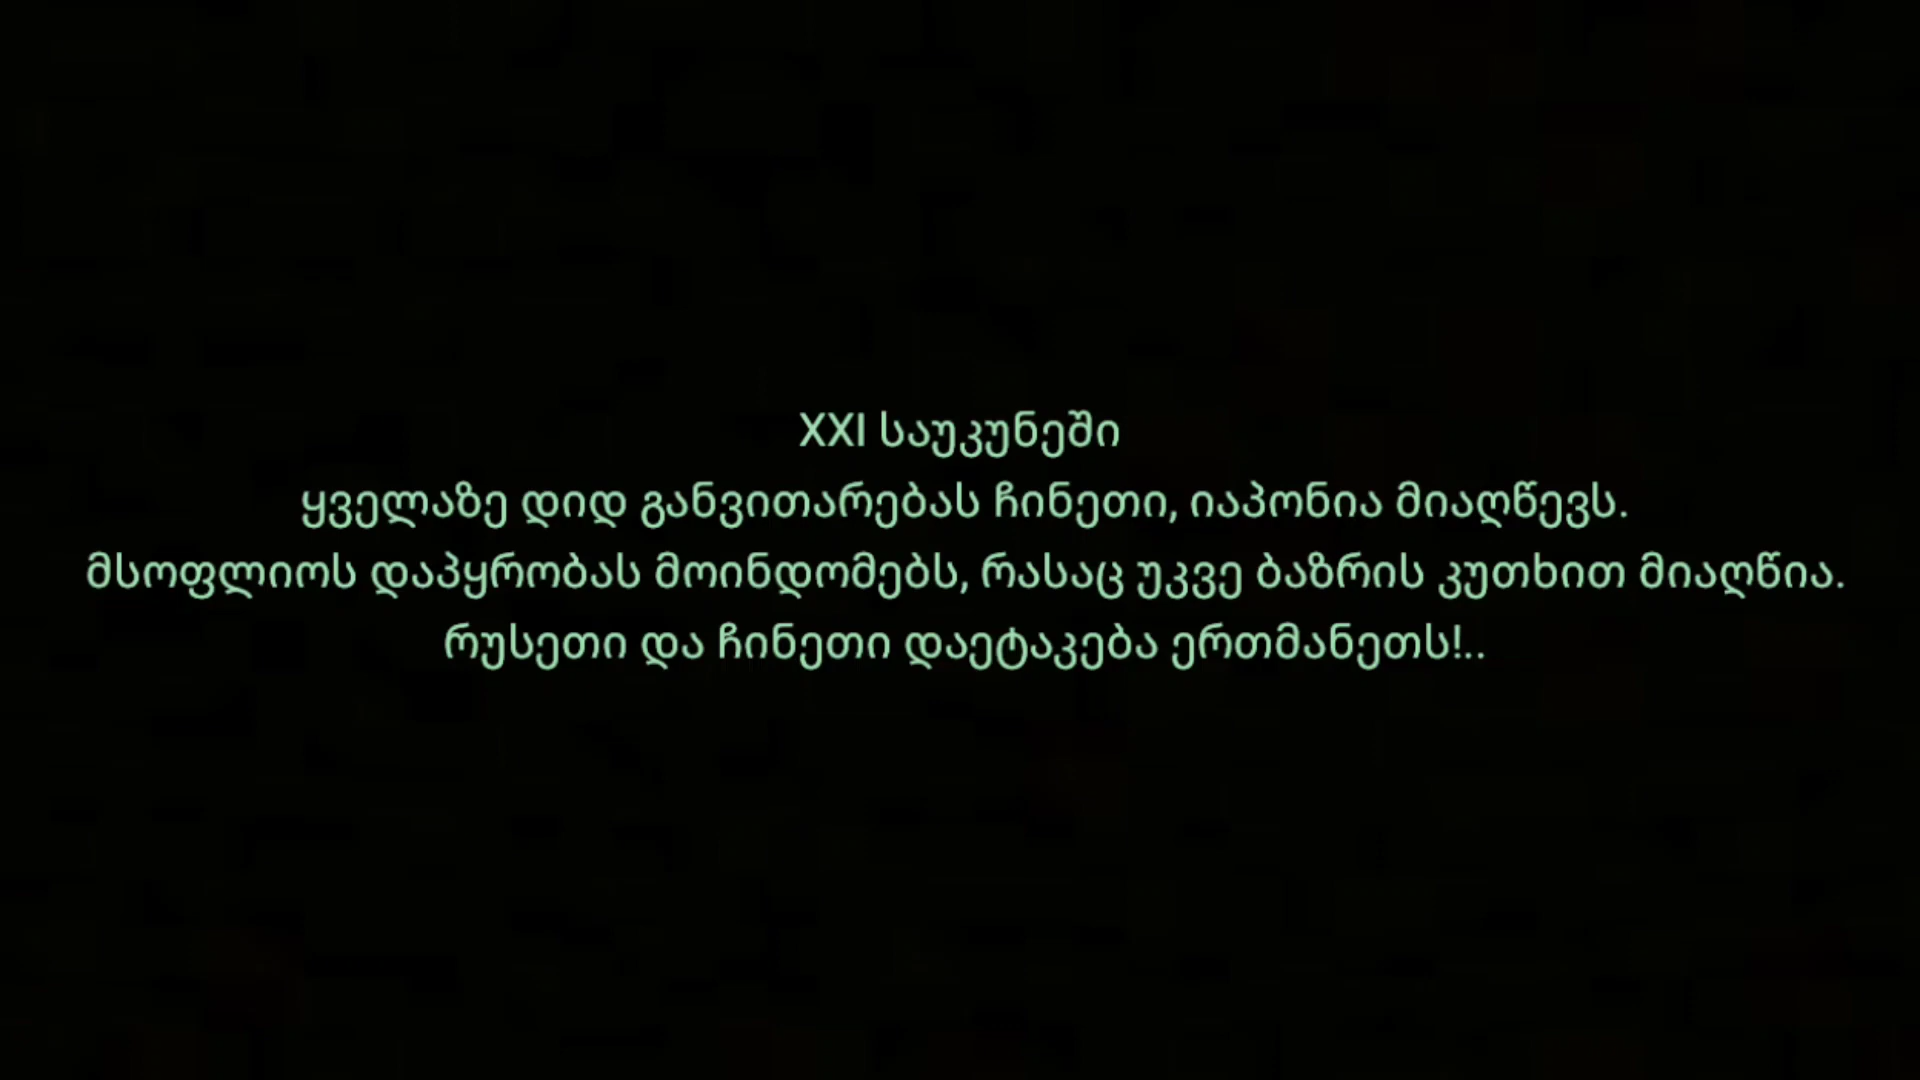 XXI საუკუნეში
ყველაზე დიდ განვითარებას ჩინეთი, იაპონია მიაღწევს.
მსოფლიოს დაპყრობას მოინდომებს, რასაც უკვე ბაზრის კუთხით მიაღწია.
რუსეთი და ჩინეთი დაეტაკება ერთმანეთს!..